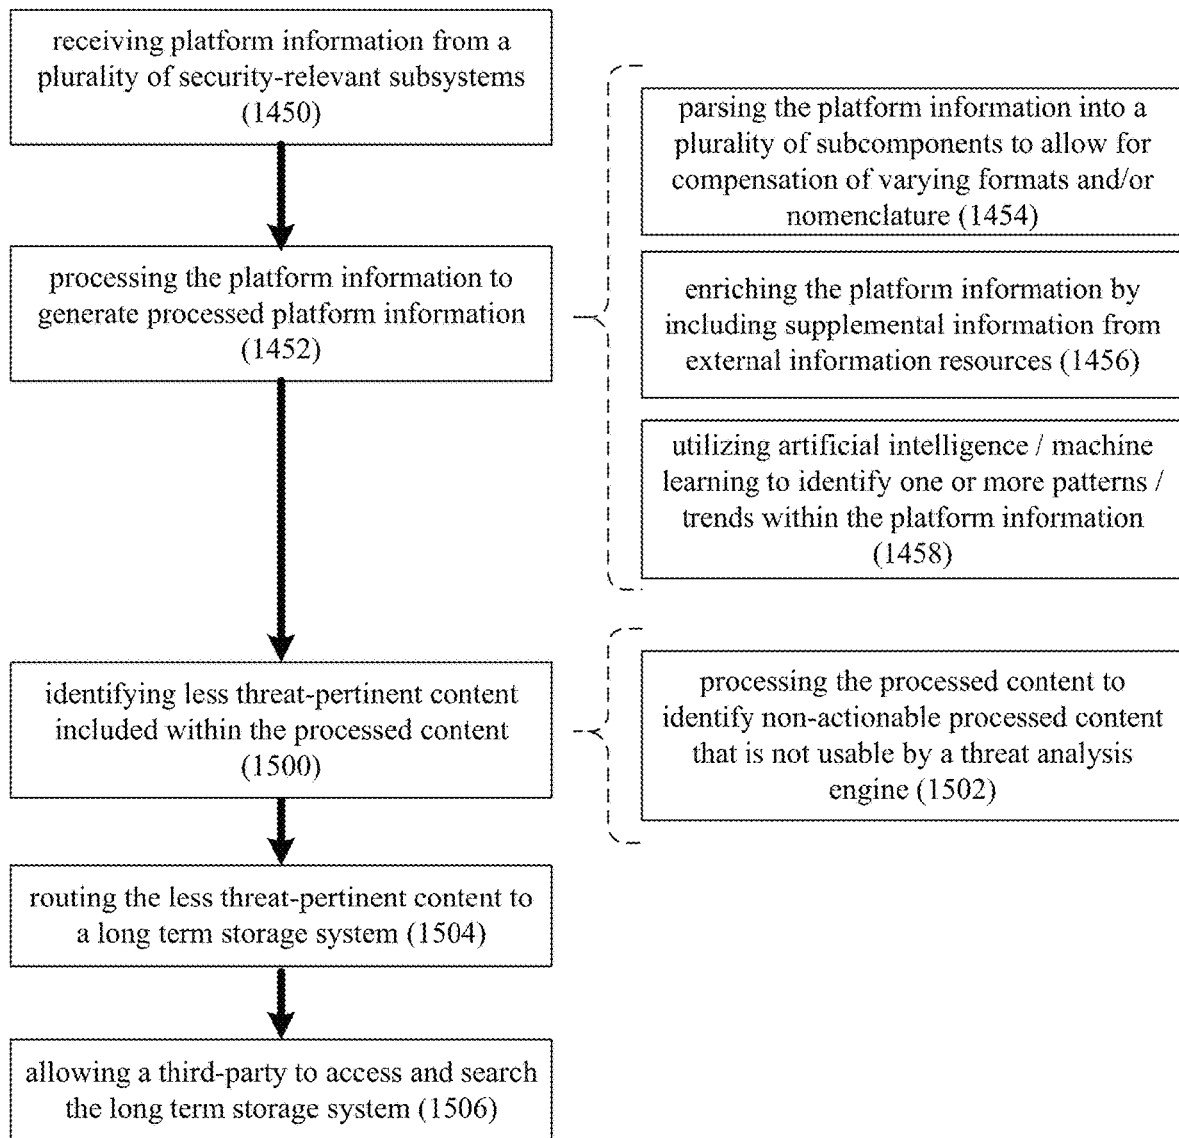 receiving platform information from a
plurality of security-relevant subsystems
(1450)
processing the platform information to
generate processed platform information
(1452)
parsing the platform information into a
plurality of subcomponents to allow for
compensation of varying formats and/or
nomenclature (1454)
enriching the platform information by
including supplemental information from
external information resources (1456)
utilizing artificial intelligence / machine
learning to identify one or more patterns /
trends within the platform information
(1458)
identifying less threat-pertinent content
included within the processed content
(1500)
processing the processed content to
identify non-actionable processed content
that is not usable by a threat analysis
engine (1502)
routing the less threat-pertinent content to
a long term storage system (1504)
allowing a third-party to access and search
the long term storage system (1506)